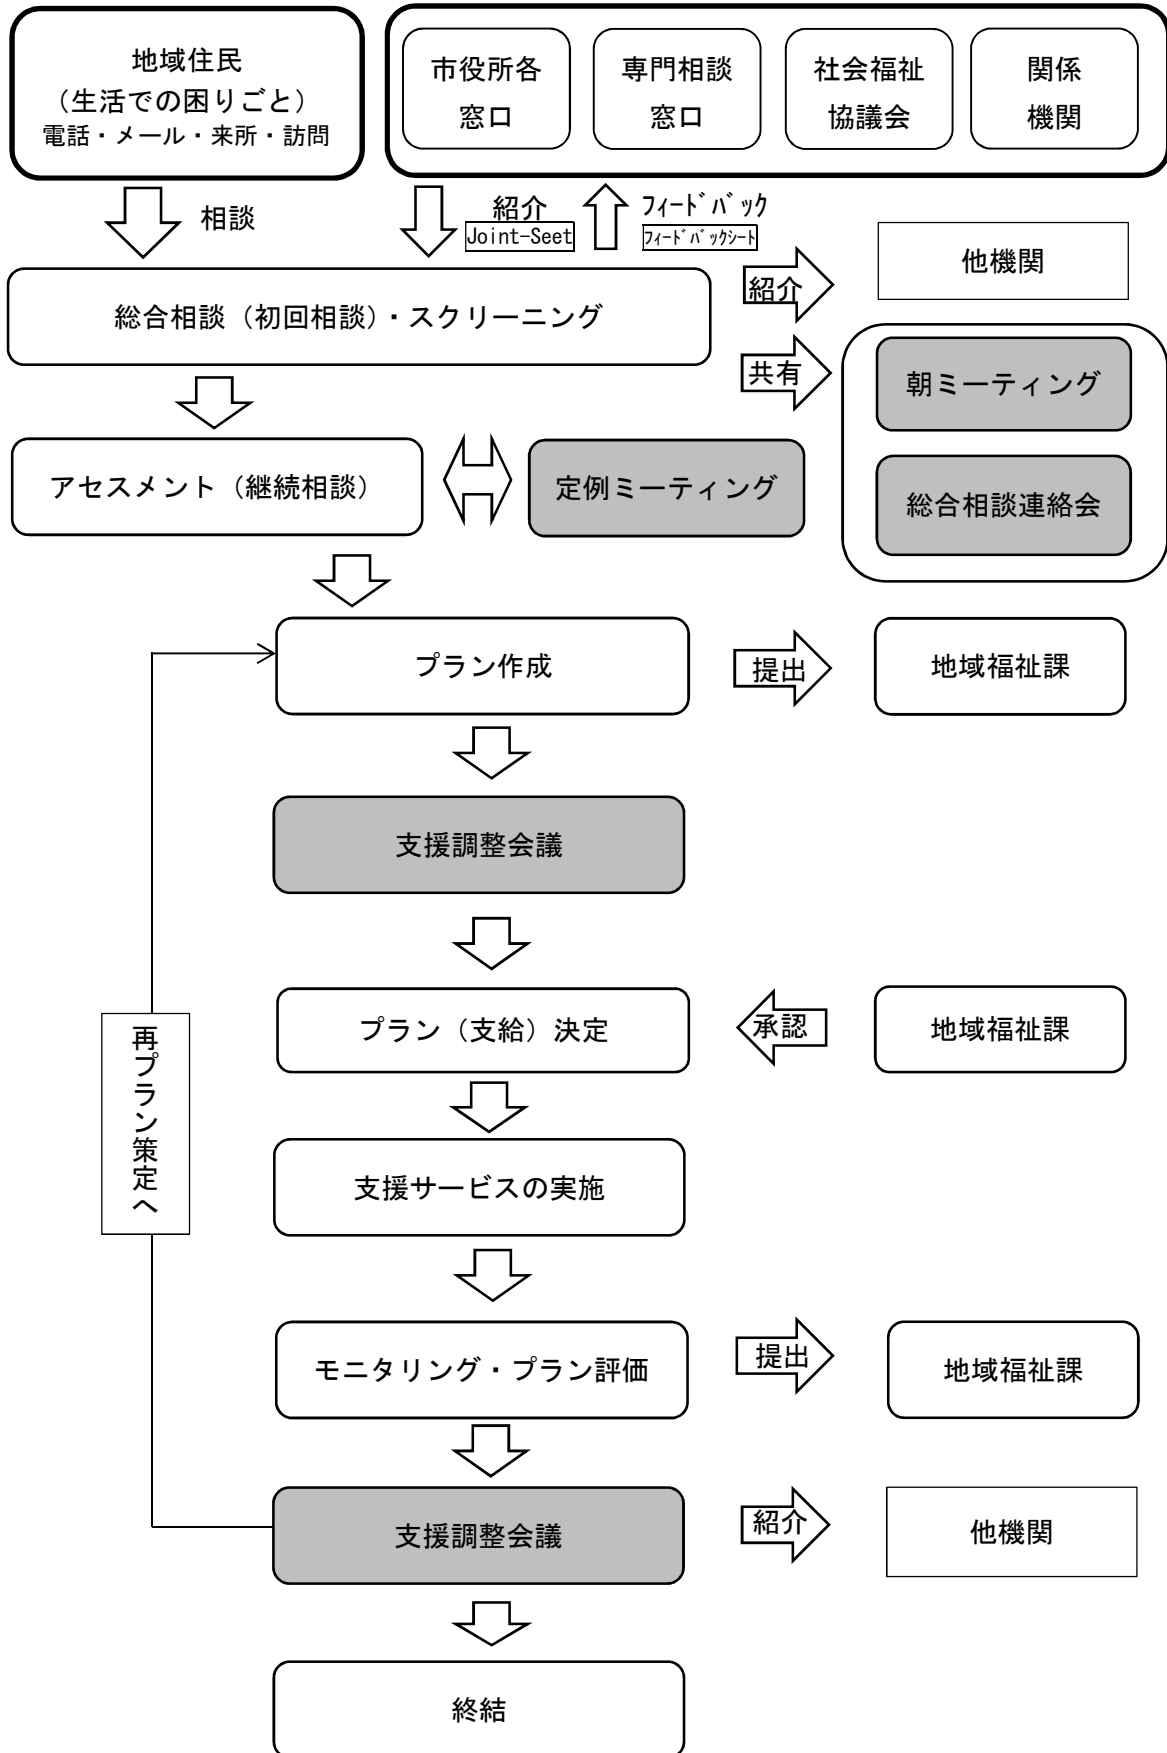 地域住民
（生活での困りごと）
電話・メール・来所・訪問
市役所各
窓口
専門相談
窓口
社会福祉
協議会
関係
機関
相談
紹介
Joint-Seet
ﾌｨｰﾄﾞﾊﾞｯｸ
ﾌｨｰﾄﾞﾊﾞｯｸｼｰﾄ
紹介
他機関
総合相談（初回相談）・スクリーニング
共有
朝ミーティング
総合相談連絡会
アセスメント（継続相談）
定例ミーティング
プラン作成
提出
地域福祉課
支援調整会議
プラン（支給）決定
承認
地域福祉課
再プラン策定へ
支援サービスの実施
モニタリング・プラン評価
提出
地域福祉課
支援調整会議
紹介
他機関
終結